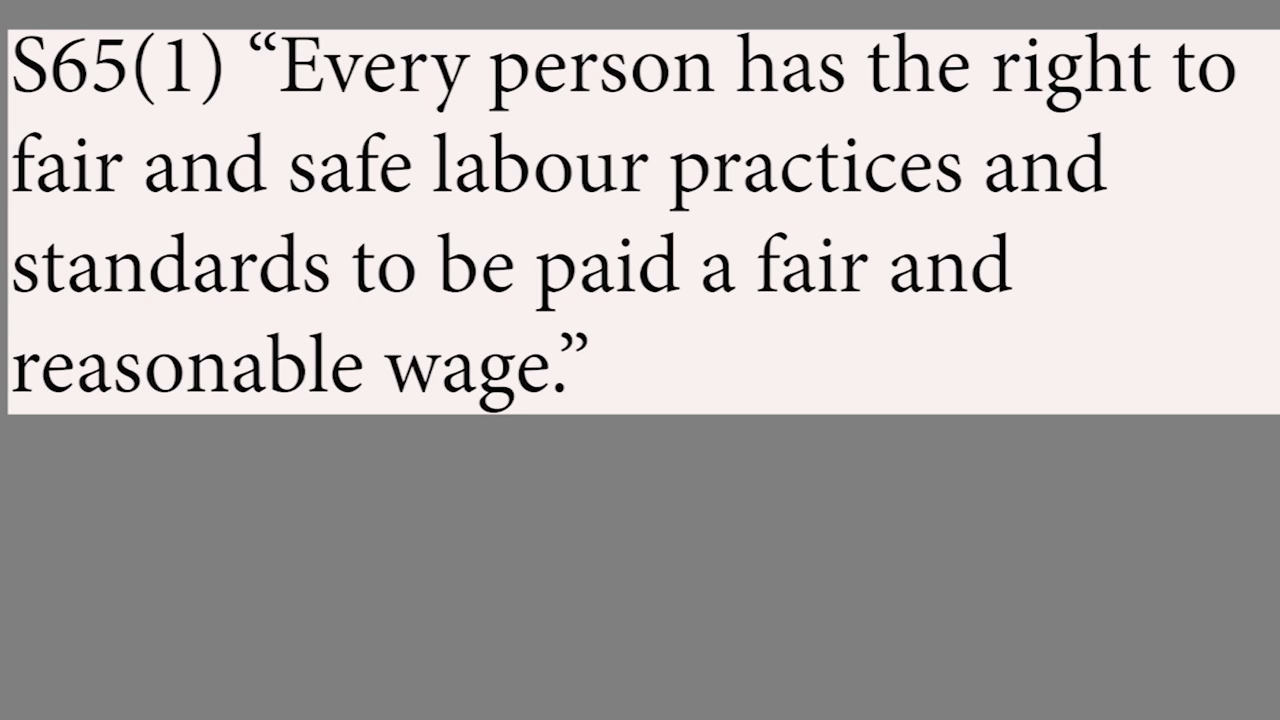 S65(1) “Every person has the right to
fair and safe labour practices and
standards to be paid a fair and
reasonable wage.”